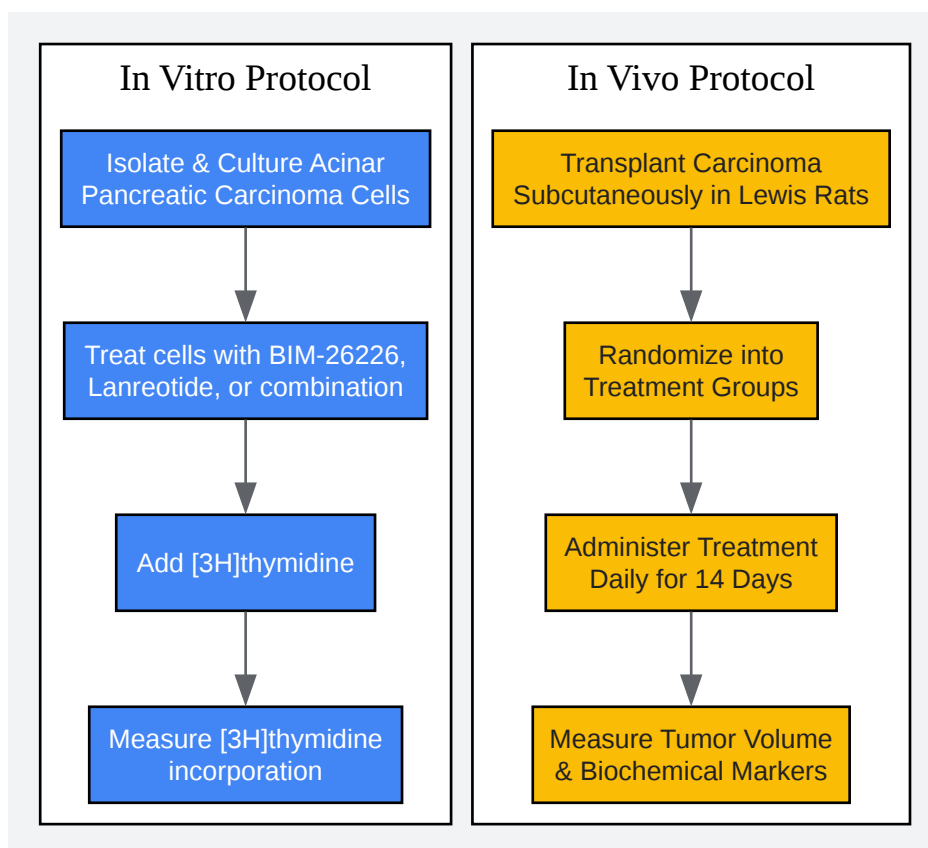 In Vitro Protocol
Isolate & Culture Acinar
Pancreatic Carcinoma Cells
Treat cells with BIM-26226,
Lanreotide, or combination
Add [3H]thymidine
Measure [3H]thymidine
incorporation
In Vivo Protocol
Transplant Carcinoma
Subcutaneously in Lewis Rats
Randomize into
Treatment Groups
Administer Treatment
Daily for 14 Days
Measure Tumor Volume
& Biochemical Markers